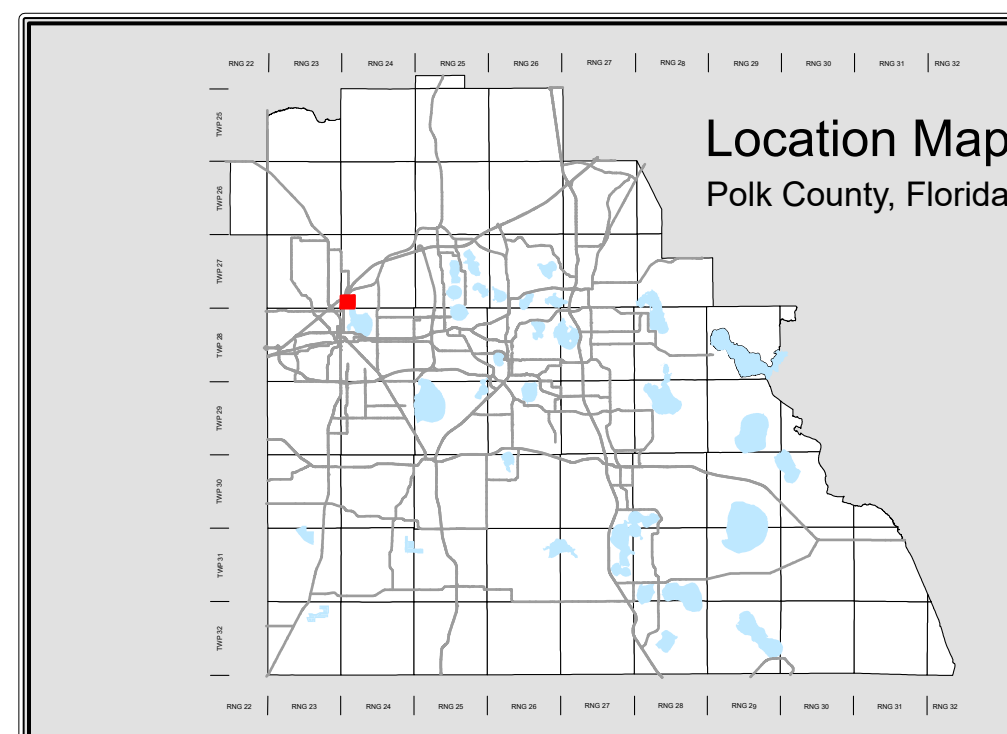 RNG 22 RNG 23 RNG 24 RNG 25 RNG 26 RNG 27 RNG 28 RNG 29 RNG 30 RNG 31 RNG 32
Location Map
Polk County, Florida
TWP 25
TWP 26
TWP 27
TWP 28
TWP 29
TWP 30
TWP 31
TWP 32
RNG 22 RNG 23 RNG 24 RNG 25 RNG 26 RNG 27 RNG 28 RNG 29 RNG 30 RNG 31 RNG 32